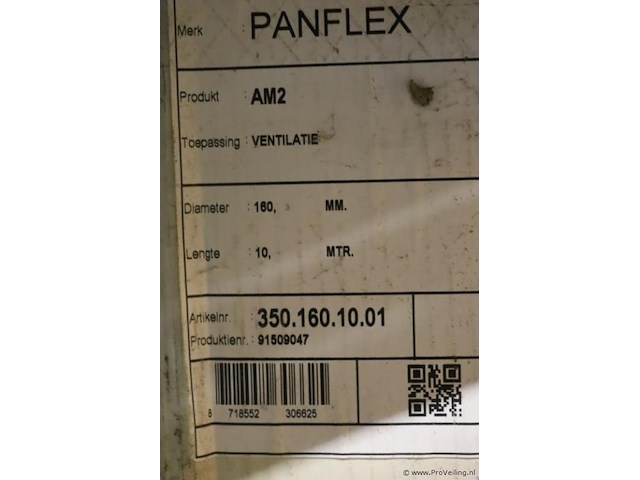 Merk : PANFLEX
Produkt : AM2
Toepassing : VENTILATIE
Diameter : 160, MM.
Lengte : 10, MTR.
Artikelnr. : 350.160.10.01
Produktienr. : 91509047
8 718552 306625
© www.ProVeiling.nl